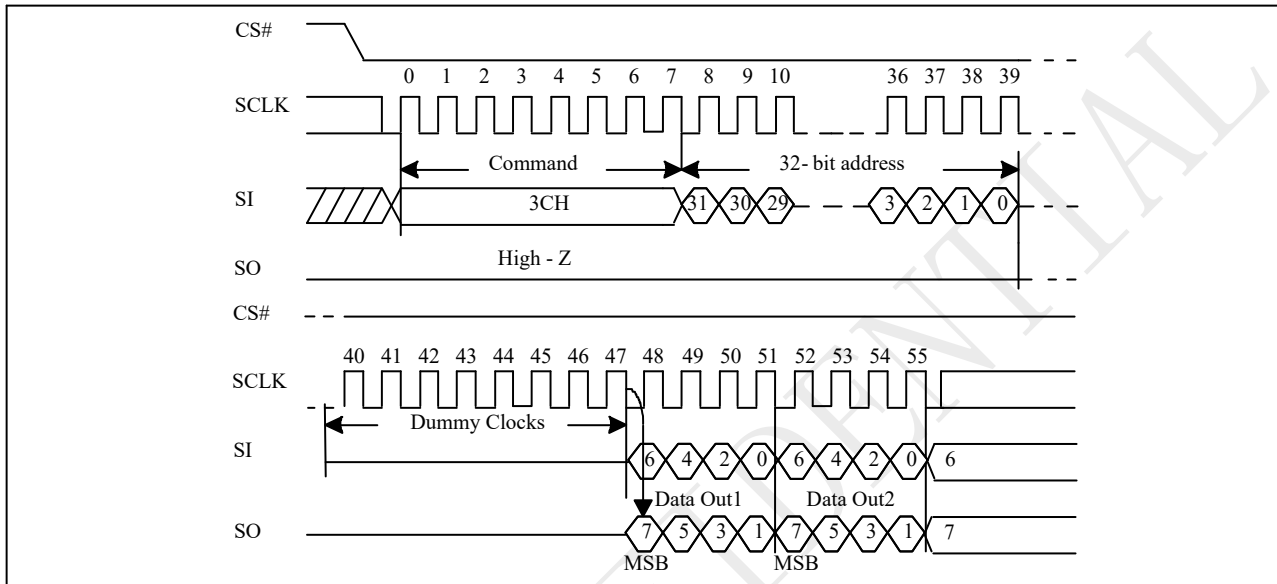 CS#
0 1 2 3 4 5 6 7 8 9 10 36 37 38 39
SCLK
Command 32- bit address
SI 3CH 31 30 29 3 2 1 0
High - Z
SO
CS#
40 41 42 43 44 45 46 47 48 49 50 51 52 53 54 55
SCLK
Dummy Clocks
SI 6 4 2 0 6 4 2 0 6
Data Out1 Data Out2
SO 7 5 3 1 7 5 3 1 7
MSB MSB
IDENTIAL